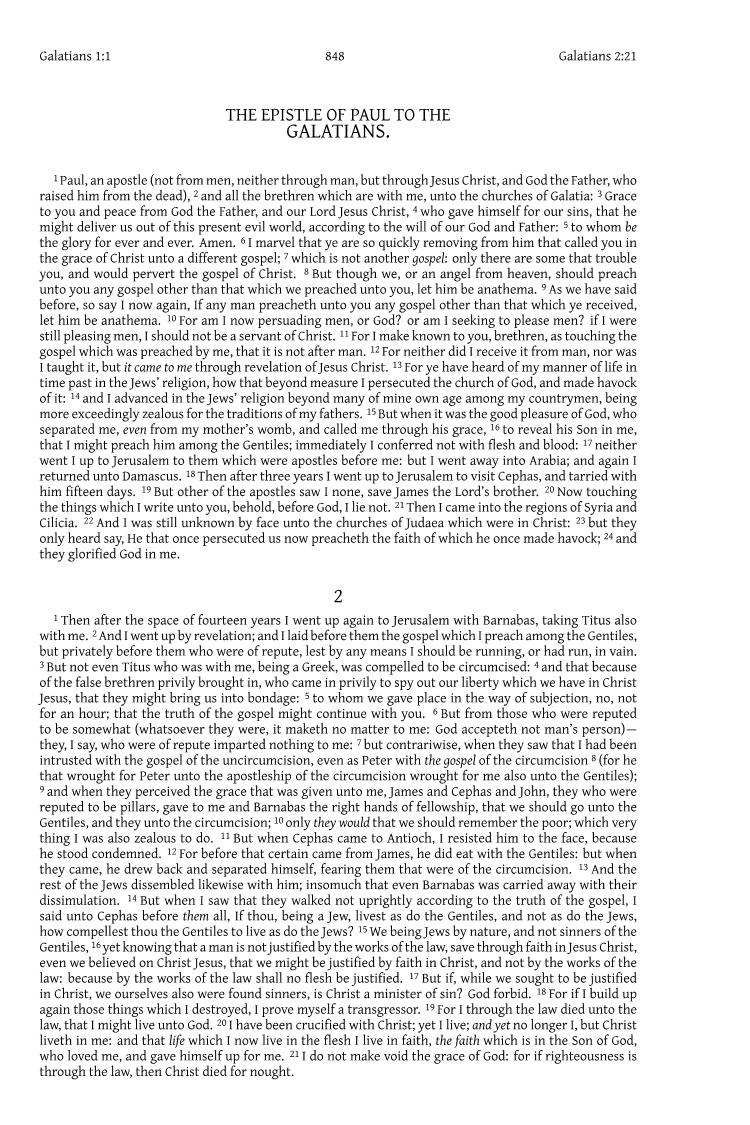 Galatians 1:1 848 Galatians 2:21
THE EPISTLE OF PAUL TO THE
GALATIANS.
1 Paul, an apostle (not from men, neither through man, but through Jesus Christ, and God the Father, who
raised him from the dead), 2 and all the brethren which are with me, unto the churches of Galatia: 3 Grace
to you and peace from God the Father, and our Lord Jesus Christ, 4 who gave himself for our sins, that he
might deliver us out of this present evil world, according to the will of our God and Father: 5 to whom be
the glory for ever and ever. Amen. 6 I marvel that ye are so quickly removing from him that called you in
the grace of Christ unto a different gospel; 7 which is not another gospel: only there are some that trouble
you, and would pervert the gospel of Christ. 8 But though we, or an angel from heaven, should preach
unto you any gospel other than that which we preached unto you, let him be anathema. 9 As we have said
before, so say I now again, If any man preacheth unto you any gospel other than that which ye received,
let him be anathema. 10 For am I now persuading men, or God? or am I seeking to please men? if I were
still pleasing men, I should not be a servant of Christ. 11 For I make known to you, brethren, as touching the
gospel which was preached by me, that it is not after man. 12 For neither did I receive it from man, nor was
I taught it, but it came to me through revelation of Jesus Christ. 13 For ye have heard of my manner of life in
time past in the Jews’ religion, how that beyond measure I persecuted the church of God, and made havock
of it: 14 and I advanced in the Jews’ religion beyond many of mine own age among my countrymen, being
more exceedingly zealous for the traditions of my fathers. 15 But when it was the good pleasure of God, who
separated me, even from my mother’s womb, and called me through his grace, 16 to reveal his Son in me,
that I might preach him among the Gentiles; immediately I conferred not with flesh and blood: 17 neither
went I up to Jerusalem to them which were apostles before me: but I went away into Arabia; and again I
returned unto Damascus. 18 Then after three years I went up to Jerusalem to visit Cephas, and tarried with
him fifteen days. 19 But other of the apostles saw I none, save James the Lord’s brother. 20 Now touching
the things which I write unto you, behold, before God, I lie not. 21 Then I came into the regions of Syria and
Cilicia. 22 And I was still unknown by face unto the churches of Judaea which were in Christ: 23 but they
only heard say, He that once persecuted us now preacheth the faith of which he once made havock; 24 and
they glorified God in me.
2
1 Then after the space of fourteen years I went up again to Jerusalem with Barnabas, taking Titus also
with me. 2 And I went up by revelation; and I laid before them the gospel which I preach among the Gentiles,
but privately before them who were of repute, lest by any means I should be running, or had run, in vain.
3 But not even Titus who was with me, being a Greek, was compelled to be circumcised: 4 and that because
of the false brethren privily brought in, who came in privily to spy out our liberty which we have in Christ
Jesus, that they might bring us into bondage: 5 to whom we gave place in the way of subjection, no, not
for an hour; that the truth of the gospel might continue with you. 6 But from those who were reputed
to be somewhat (whatsoever they were, it maketh no matter to me: God accepteth not man’s person)—
they, I say, who were of repute imparted nothing to me: 7 but contrariwise, when they saw that I had been
intrusted with the gospel of the uncircumcision, even as Peter with the gospel of the circumcision 8 (for he
that wrought for Peter unto the apostleship of the circumcision wrought for me also unto the Gentiles);
9 and when they perceived the grace that was given unto me, James and Cephas and John, they who were
reputed to be pillars, gave to me and Barnabas the right hands of fellowship, that we should go unto the
Gentiles, and they unto the circumcision; 10 only they would that we should remember the poor; which very
thing I was also zealous to do. 11 But when Cephas came to Antioch, I resisted him to the face, because
he stood condemned. 12 For before that certain came from James, he did eat with the Gentiles: but when
they came, he drew back and separated himself, fearing them that were of the circumcision. 13 And the
rest of the Jews dissembled likewise with him; insomuch that even Barnabas was carried away with their
dissimulation. 14 But when I saw that they walked not uprightly according to the truth of the gospel, I
said unto Cephas before them all, If thou, being a Jew, livest as do the Gentiles, and not as do the Jews,
how compellest thou the Gentiles to live as do the Jews? 15 We being Jews by nature, and not sinners of the
Gentiles, 16 yet knowing that a man is not justified by the works of the law, save through faith in Jesus Christ,
even we believed on Christ Jesus, that we might be justified by faith in Christ, and not by the works of the
law: because by the works of the law shall no flesh be justified. 17 But if, while we sought to be justified
in Christ, we ourselves also were found sinners, is Christ a minister of sin? God forbid. 18 For if I build up
again those things which I destroyed, I prove myself a transgressor. 19 For I through the law died unto the
law, that I might live unto God. 20 I have been crucified with Christ; yet I live; and yet no longer I, but Christ
liveth in me: and that life which I now live in the flesh I live in faith, the faith which is in the Son of God,
who loved me, and gave himself up for me. 21 I do not make void the grace of God: for if righteousness is
through the law, then Christ died for nought.